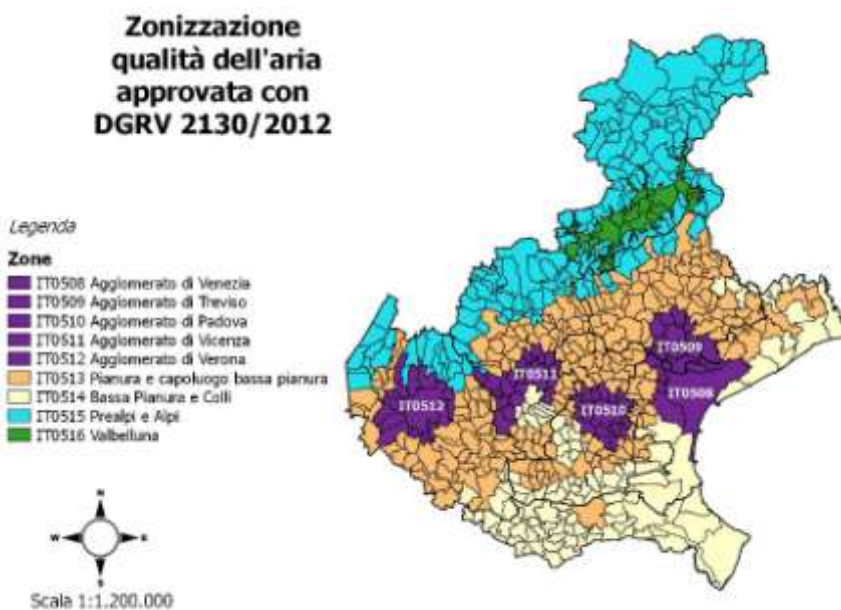 Zonizzazione
qualità dell'aria
approvata con
DGRV 2130/2012
Legenda
Zone
IT0508 Agglomerato di Venezia
IT0509 Agglomerato di Treviso
IT0510 Agglomerato di Padova
IT0511 Agglomerato di Vicenza
IT0512 Agglomerato di Verona
IT0513 Pianura e capoluogo bassa pianura
IT0514 Bassa Pianura e Colli
IT0515 Prealpi e Alpi
IT0516 Valbelluna
IT0509
IT0511
IT0508
IT0512
IT0510
N
W
E
S
Scala 1:1.200.000